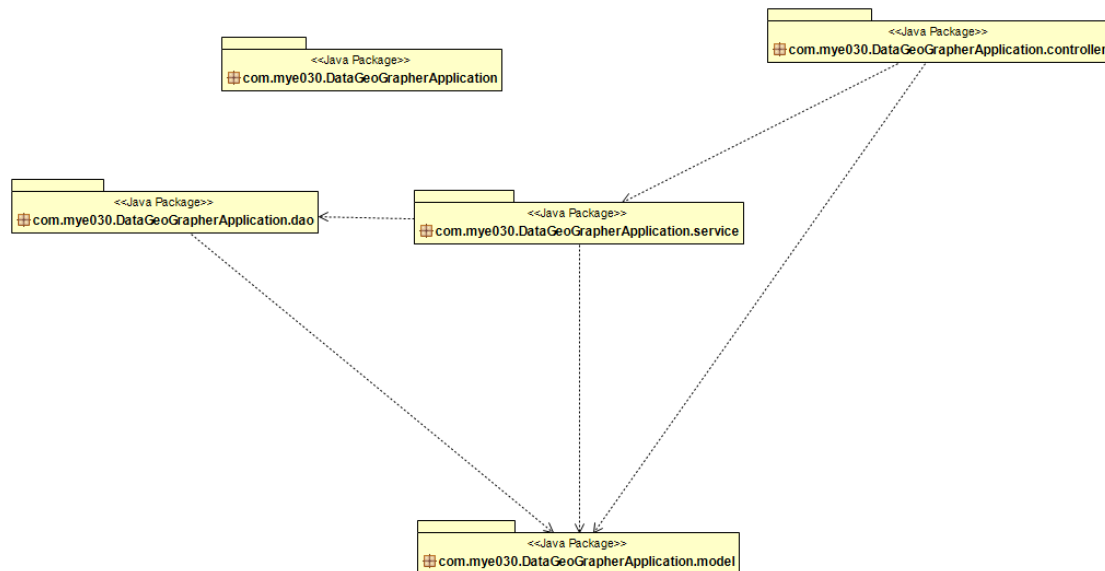 <<Java Package>>
com.mye030.DataGeoGrapherApplication.controller
<<Java Package>>
com.mye030.DataGeoGrapherApplication
<<Java Package>>
com.mye030.DataGeoGrapherApplication.dao
<<Java Package>>
com.mye030.DataGeoGrapherApplication.service
<<Java Package>>
com.mye030.DataGeoGrapherApplication.model